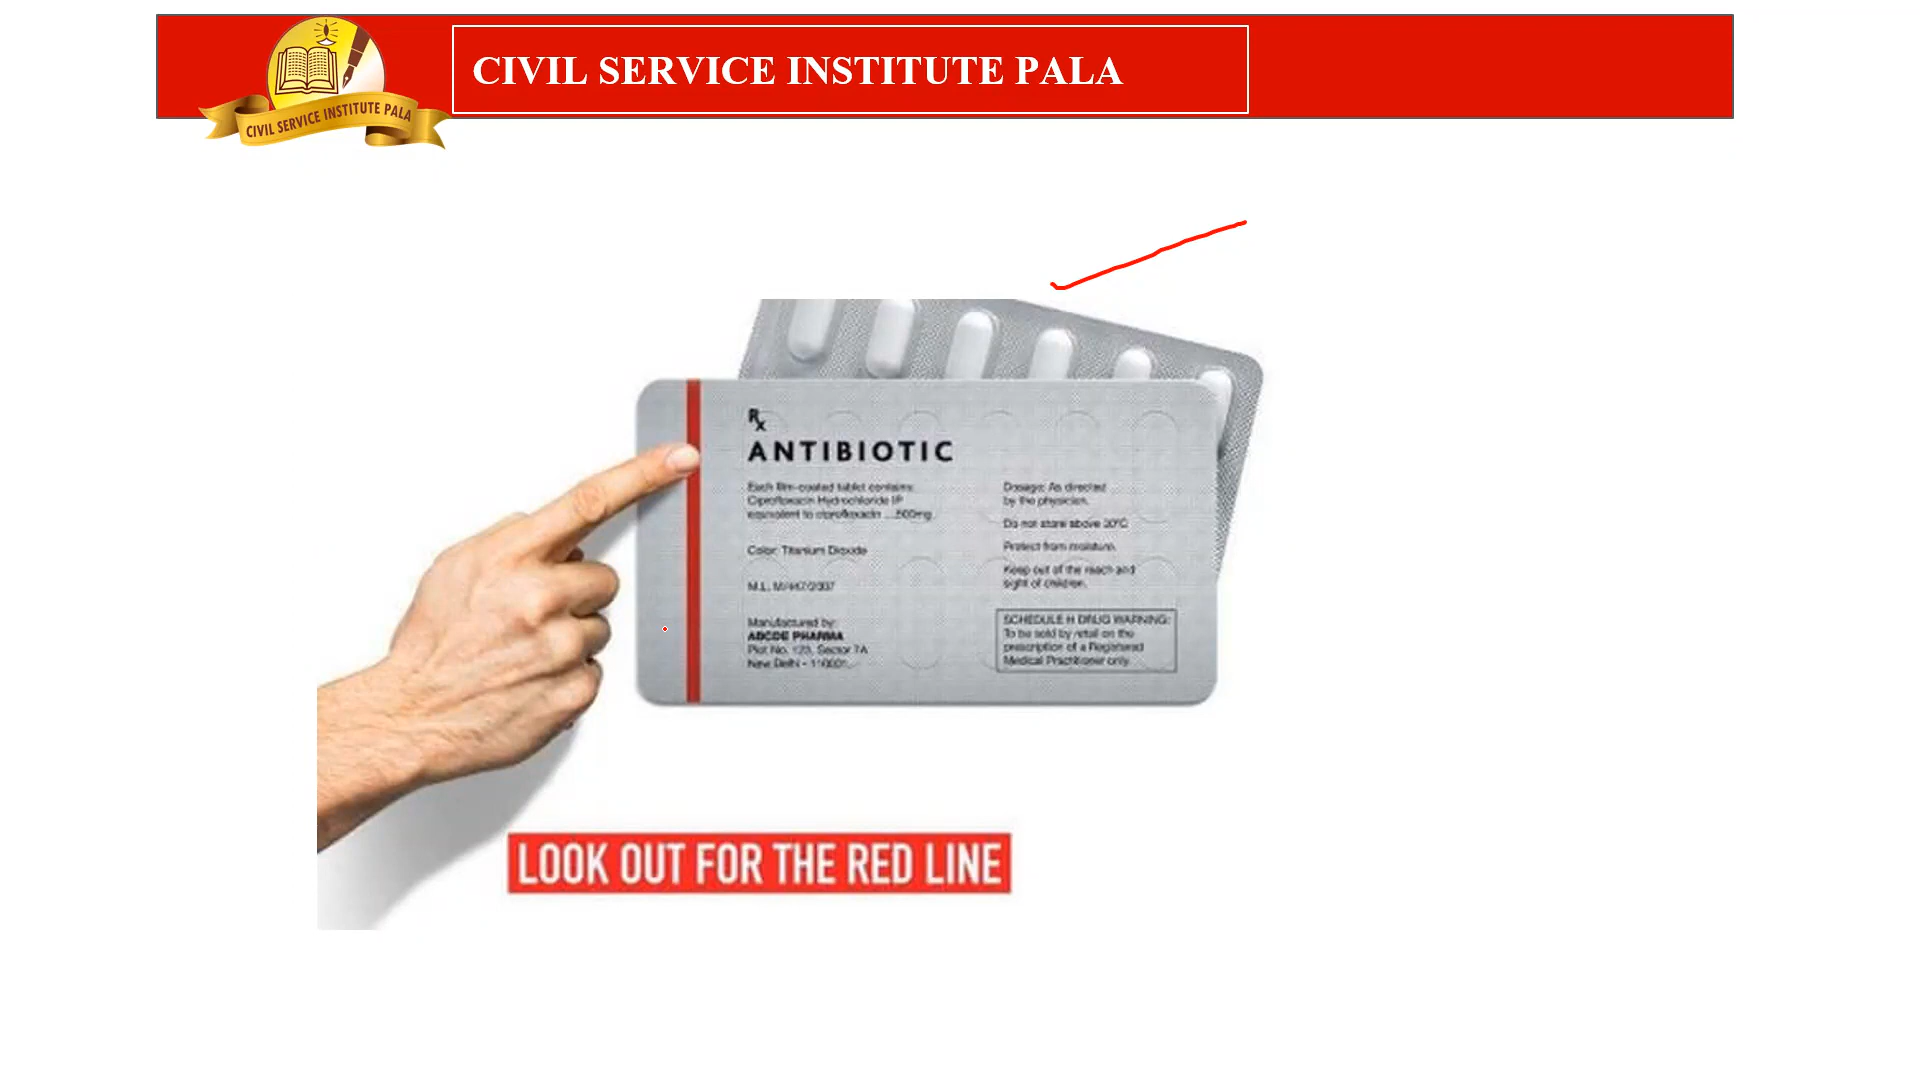 CIVIL SERVICE INSTITUTE PALA
CIVIL SERVICE INSTITUTE PALA
Rx
ANTIBIOTIC
Each film-coated tablet contains:
Ciprofloxacin Hydrochloride IP
equivalent to ciprofloxacin ....500mg
Color: Titanium Dioxide
M.L. M/447/2007
Manufactured by:
ABCDE PHARMA
Plot No. 123, Sector 7A
New Delhi - 110001.
Dosage: As directed
by the physician.
Do not store above 30°C
Protect from moisture.
Keep out of the reach and
sight of children.
SCHEDULE H DRUG WARNING:
To be sold by retail on the
prescription of a Registered
Medical Practitioner only.
LOOK OUT FOR THE RED LINE